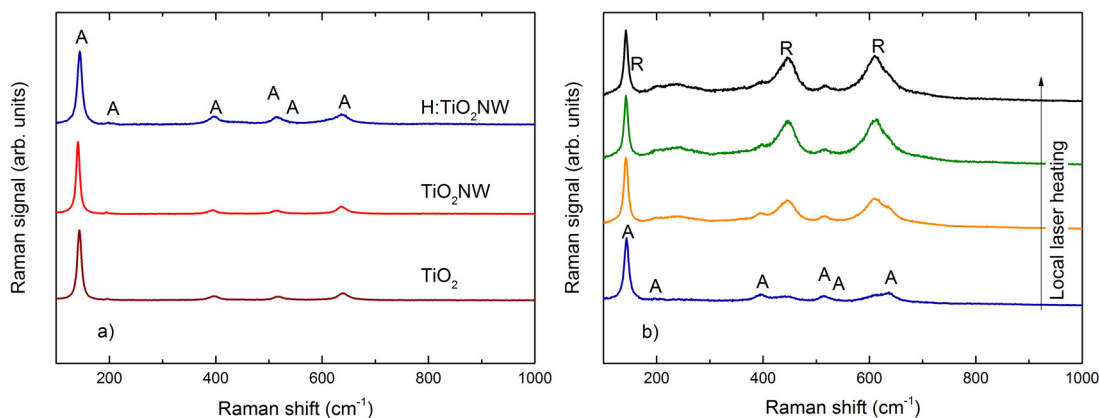 A
A
A
A
A
A
H:TiO₂NW
TiO₂NW
TiO₂
a)
Raman signal (arb. units)
200
400
600
800
1000
Raman shift (cm⁻¹)
R
R
R
A
A
A
A
A
A
Local laser heating
b)
Raman signal (arb. units)
200
400
600
800
1000
Raman shift (cm⁻¹)